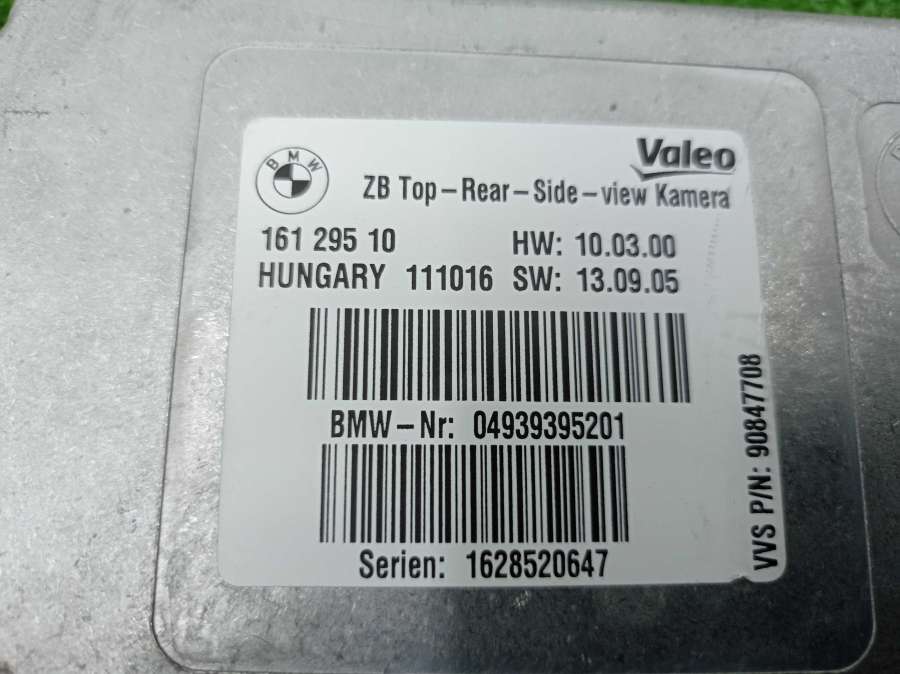 BMW
Valeo
ZB Top-Rear-Side-view Kamera
161 295 10 HW: 10.03.00
HUNGARY 111016 SW: 13.09.05
BMW-Nr: 04939395201
Serien: 1628520647
VVS P/N: 90847708